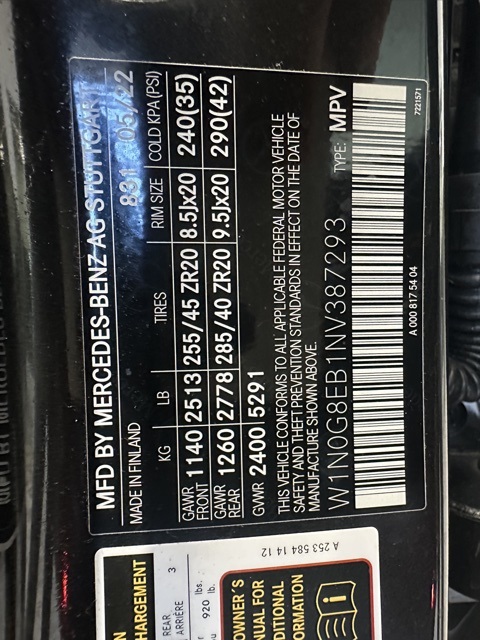 MFD BY MERCEDES-BENZ AG STUTTGART
MADE IN FINLAND 831 05/22
KG LB TIRES RIM SIZE COLD KPA (PSI)
GAWR FRONT 1140 2513 255/45 ZR20 8.5Jx20 240(35)
GAWR REAR 1260 2778 285/40 ZR20 9.5Jx20 290(42)
GVWR 2400 5291
THIS VEHICLE CONFORMS TO ALL APPLICABLE FEDERAL MOTOR VEHICLE
SAFETY AND THEFT PREVENTION STANDARDS IN EFFECT ON THE DATE OF
MANUFACTURE SHOWN ABOVE.
W1N0G8EB1NV387293 TYPE: MPV
A 000 817 54 04
7221571
A 253 584 14 12
CHARGEMENT
REAR
ARRIÈRE 3
920 lbs.
lb.
OWNER'S
MANUAL FOR